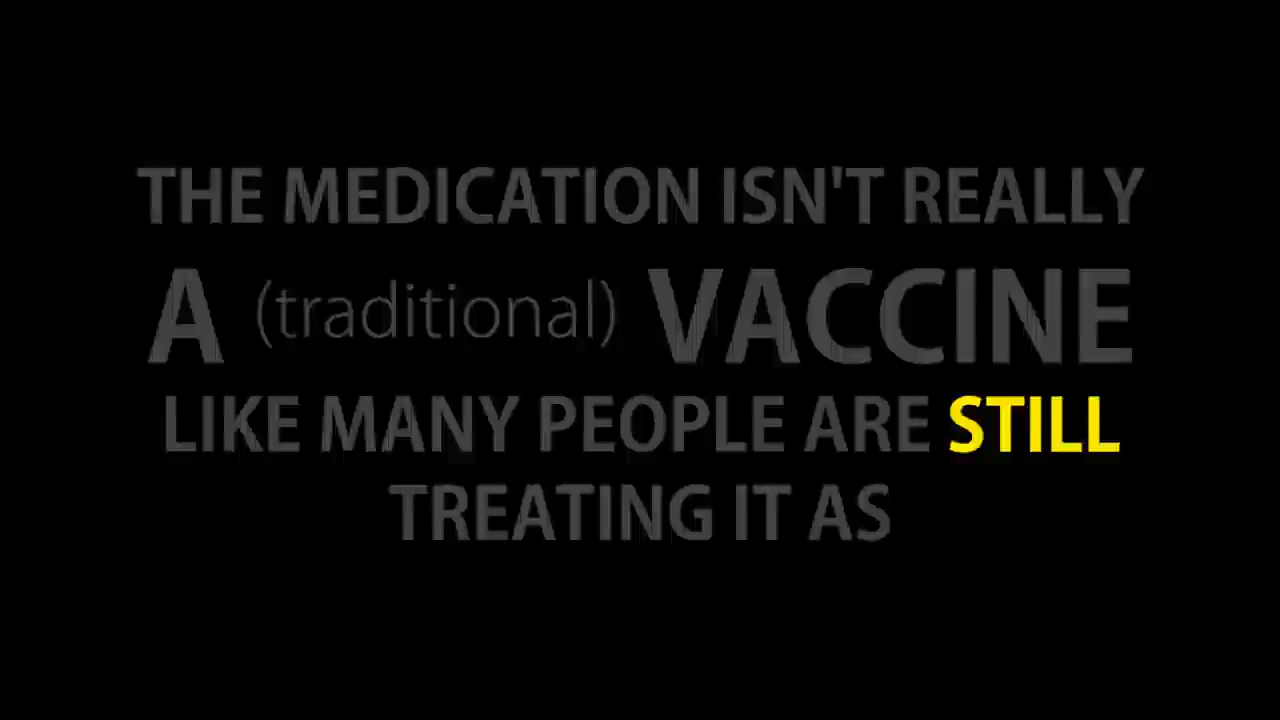 THE MEDICATION ISN'T REALLY
A (traditional) VACCINE
LIKE MANY PEOPLE ARE STILL
TREATING IT AS